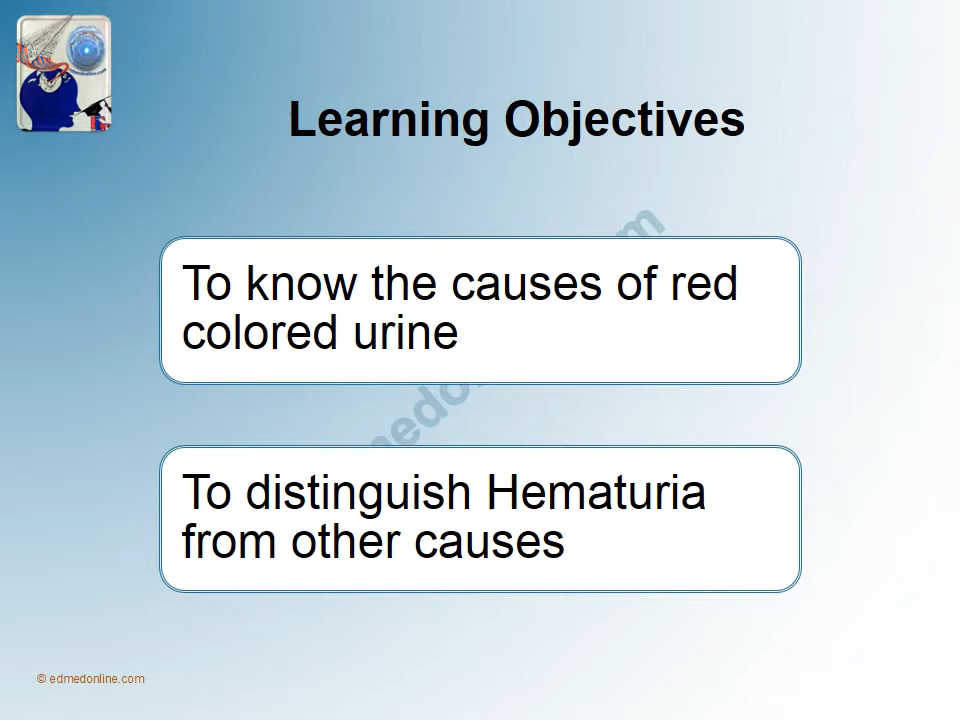 Learning Objectives
To know the causes of red
colored urine
To distinguish Hematuria
from other causes
© edmedonline.com